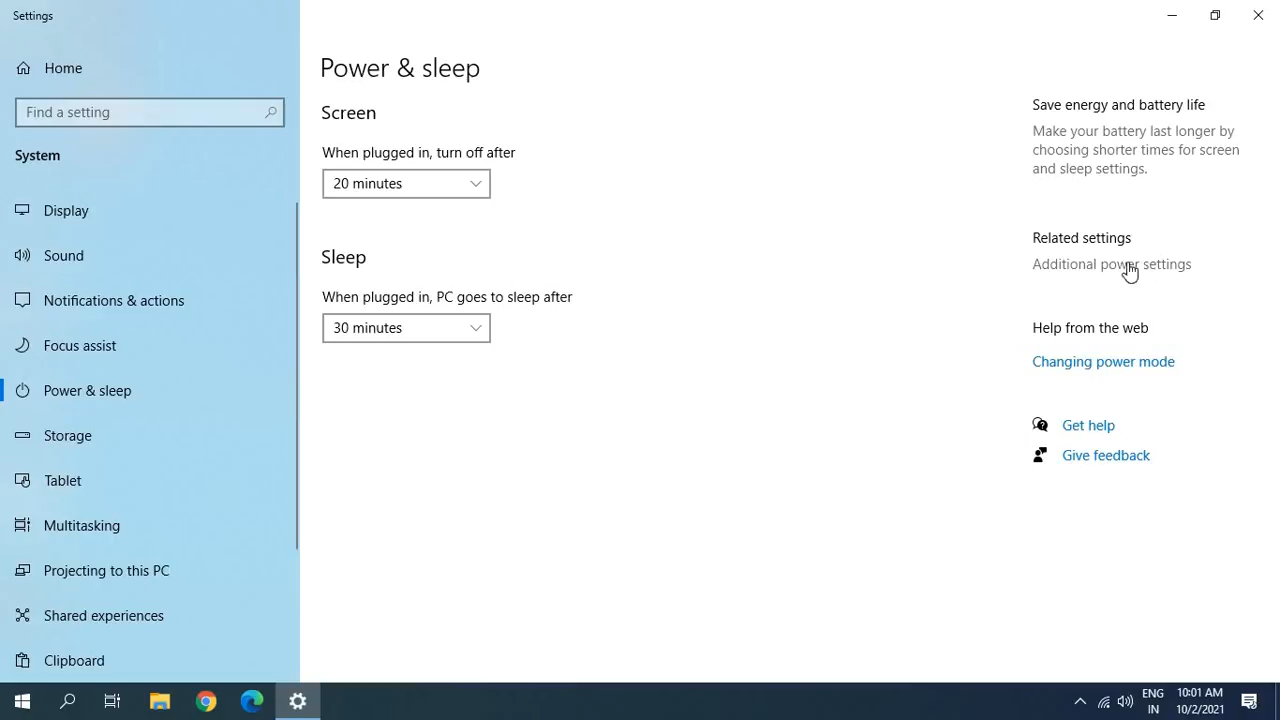 Settings
Home
Find a setting
System
Display
Sound
Notifications & actions
Focus assist
Power & sleep
Storage
Tablet
Multitasking
Projecting to this PC
Shared experiences
Clipboard
Power & sleep
Screen
When plugged in, turn off after
20 minutes
Sleep
When plugged in, PC goes to sleep after
30 minutes
Save energy and battery life
Make your battery last longer by
choosing shorter times for screen
and sleep settings.
Related settings
Additional power settings
Help from the web
Changing power mode
Get help
Give feedback
ENG
IN
10:01 AM
10/2/2021